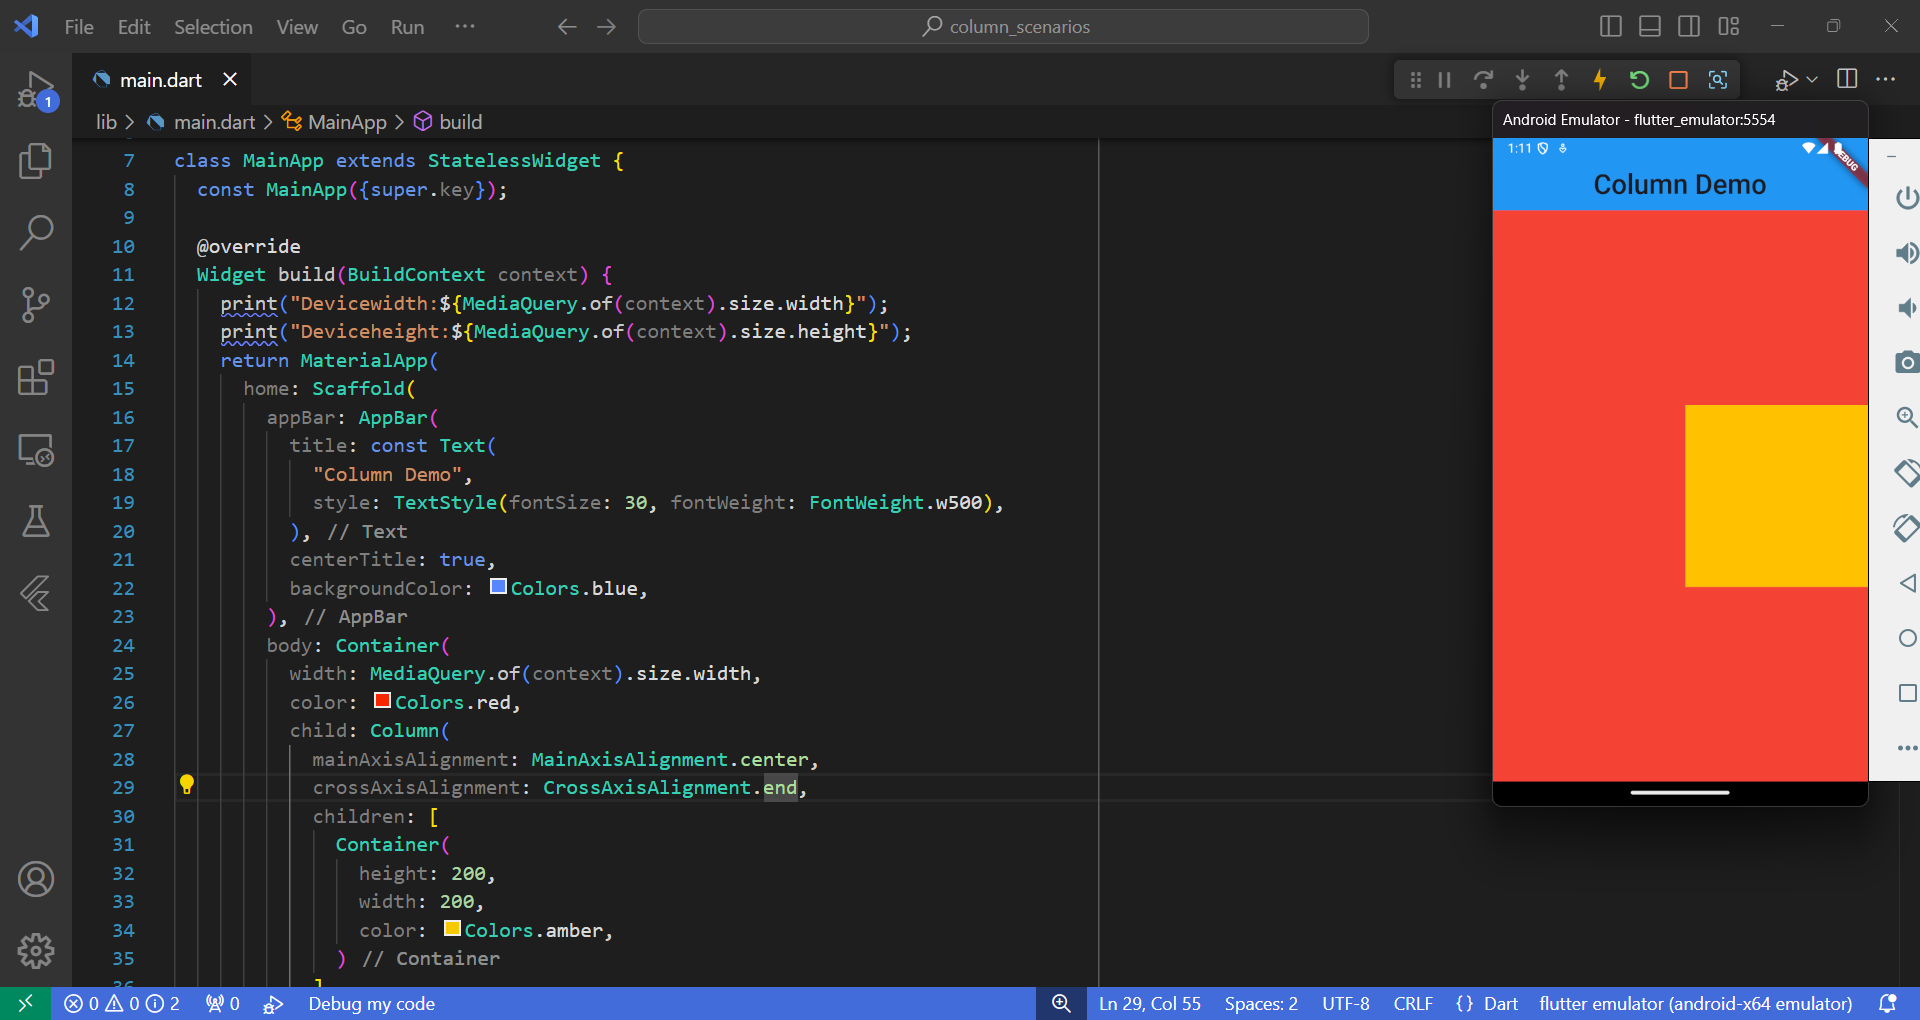 File Edit Selection View Go Run ···
column_scenarios
1
main.dart
lib > main.dart > MainApp > build
7 class MainApp extends StatelessWidget {
8 const MainApp({super.key});
9
10 @override
11 Widget build(BuildContext context) {
12 print("Devicewidth:${MediaQuery.of(context).size.width}");
13 print("Deviceheight:${MediaQuery.of(context).size.height}");
14 return MaterialApp(
15 home: Scaffold(
16 appBar: AppBar(
17 title: const Text(
18 "Column Demo",
19 style: TextStyle(fontSize: 30, fontWeight: FontWeight.w500),
20 ), // Text
21 centerTitle: true,
22 backgroundColor: Colors.blue,
23 ), // AppBar
24 body: Container(
25 width: MediaQuery.of(context).size.width,
26 color: Colors.red,
27 child: Column(
28 mainAxisAlignment: MainAxisAlignment.center,
29 crossAxisAlignment: CrossAxisAlignment.end,
30 children: [
31 Container(
32 height: 200,
33 width: 200,
34 color: Colors.amber,
35 ) // Container
36 ]
Android Emulator - flutter_emulator:5554
1:11
DEBUG
Column Demo
0 0 2 0 Debug my code Ln 29, Col 55 Spaces: 2 UTF-8 CRLF {} Dart flutter emulator (android-x64 emulator)